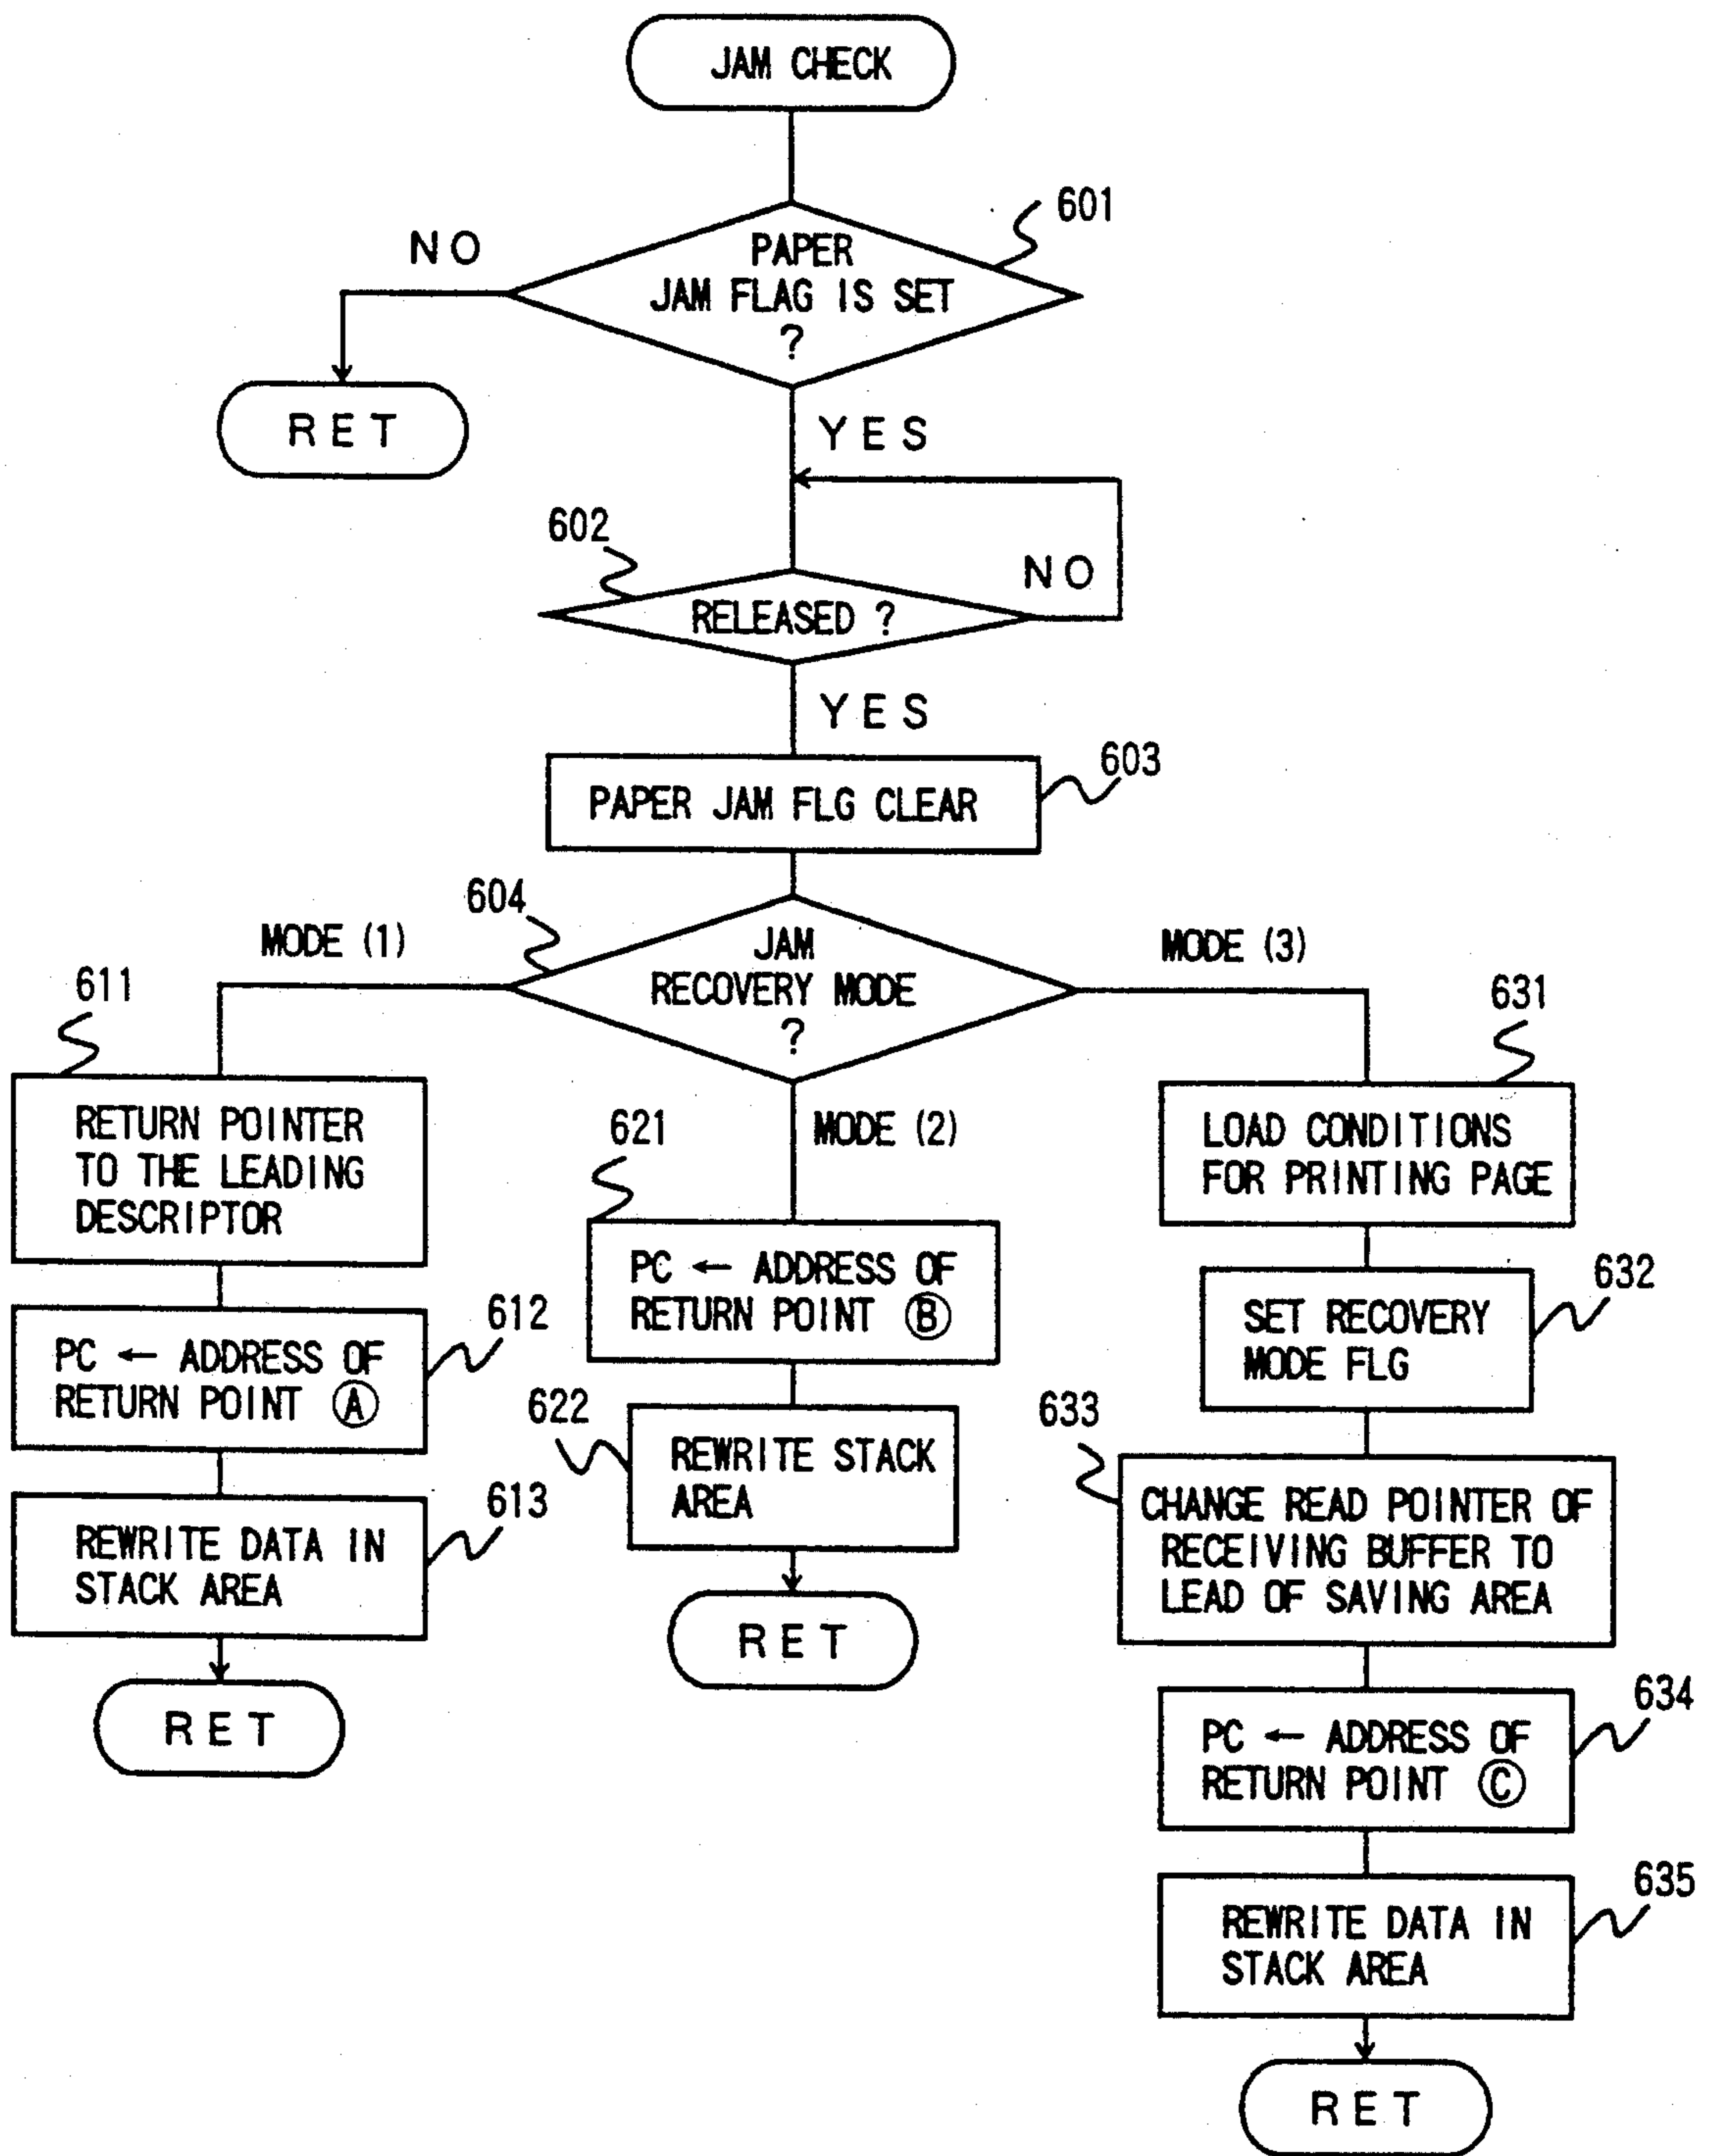 JAM CHECK
601
NO
PAPER
JAM FLAG IS SET
?
RET
YES
602
NO
RELEASED ?
YES
603
PAPER JAM FLG CLEAR
604
MODE (1)
JAM
RECOVERY MODE
?
MODE (3)
611
RETURN POINTER
TO THE LEADING
DESCRIPTOR
612
PC ← ADDRESS OF
RETURN POINT Ⓐ
613
REWRITE DATA IN
STACK AREA
RET
621
MODE (2)
PC ← ADDRESS OF
RETURN POINT Ⓑ
622
REWRITE STACK
AREA
RET
631
LOAD CONDITIONS
FOR PRINTING PAGE
632
SET RECOVERY
MODE FLG
633
CHANGE READ POINTER OF
RECEIVING BUFFER TO
LEAD OF SAVING AREA
634
PC ← ADDRESS OF
RETURN POINT Ⓒ
635
REWRITE DATA IN
STACK AREA
RET